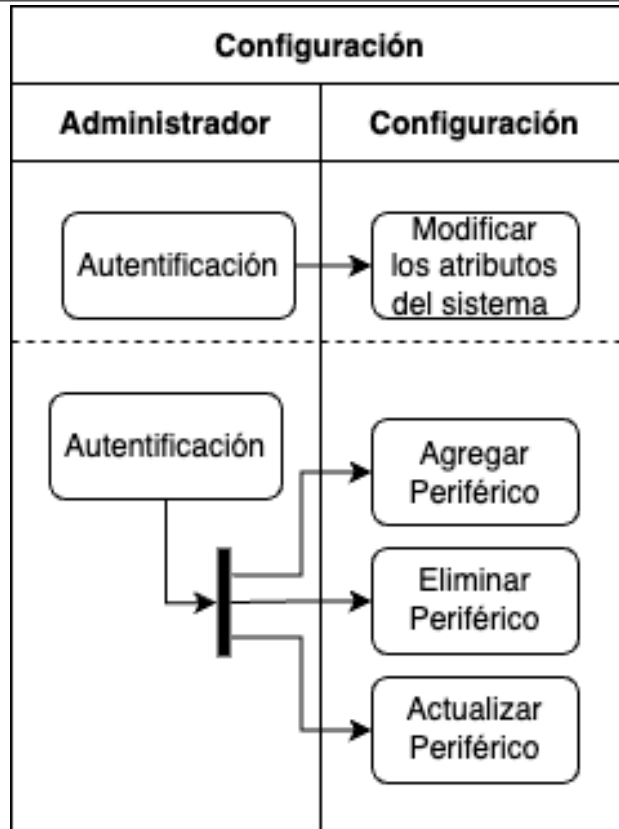 Configuración
Administrador
Configuración
Autentificación
Modificar
los atributos
del sistema
Autentificación
Agregar
Periférico
Eliminar
Periférico
Actualizar
Periférico